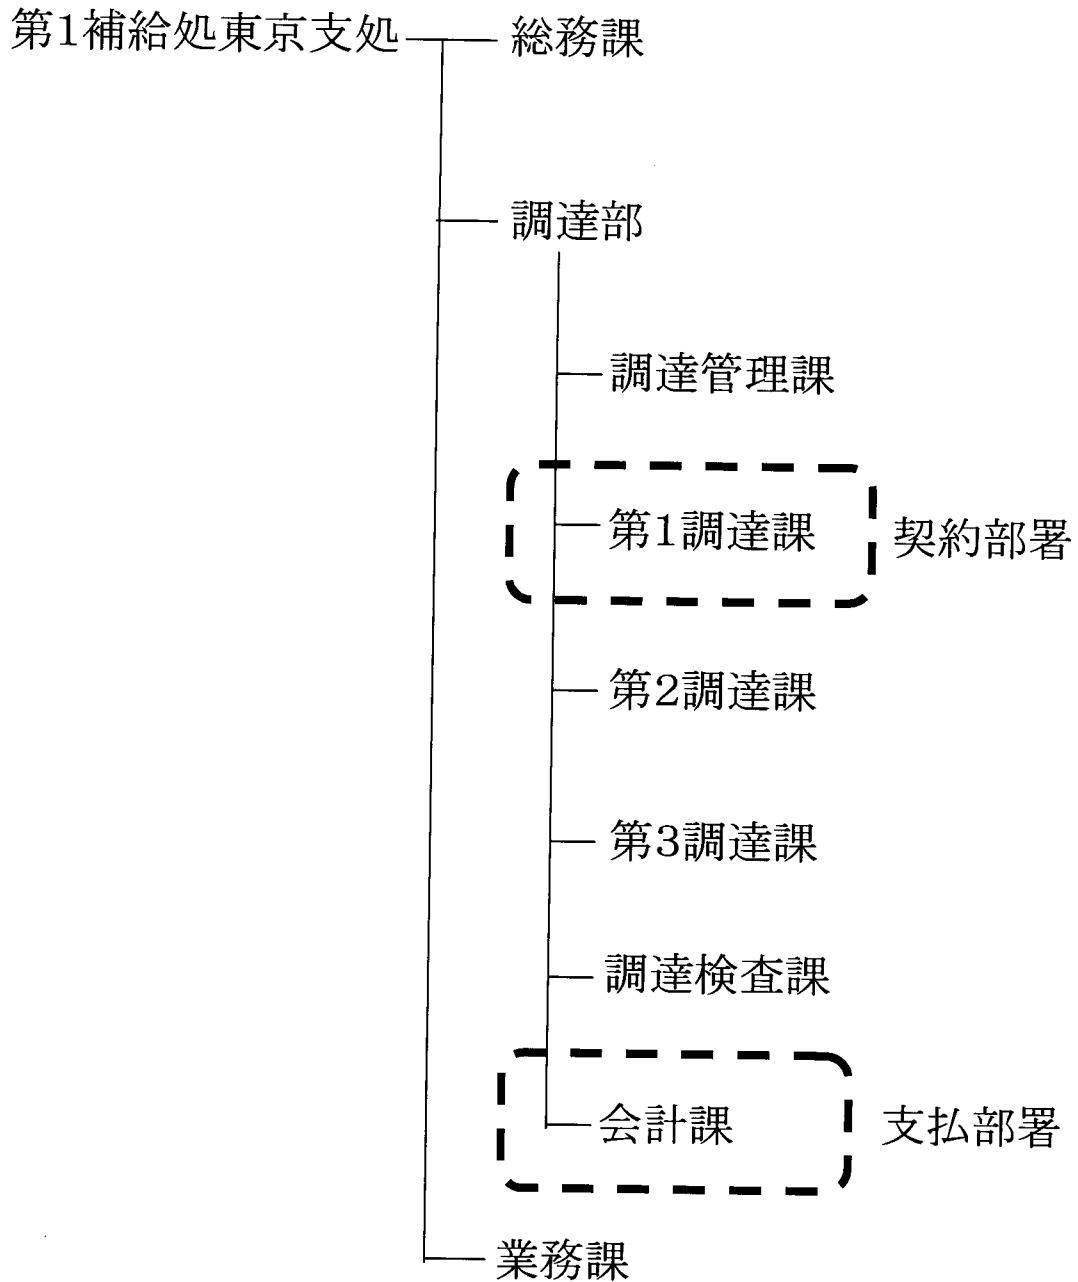 第1補給処東京支処
総務課
調達部
調達管理課
第1調達課
契約部署
第2調達課
第3調達課
調達検査課
会計課
支払部署
業務課